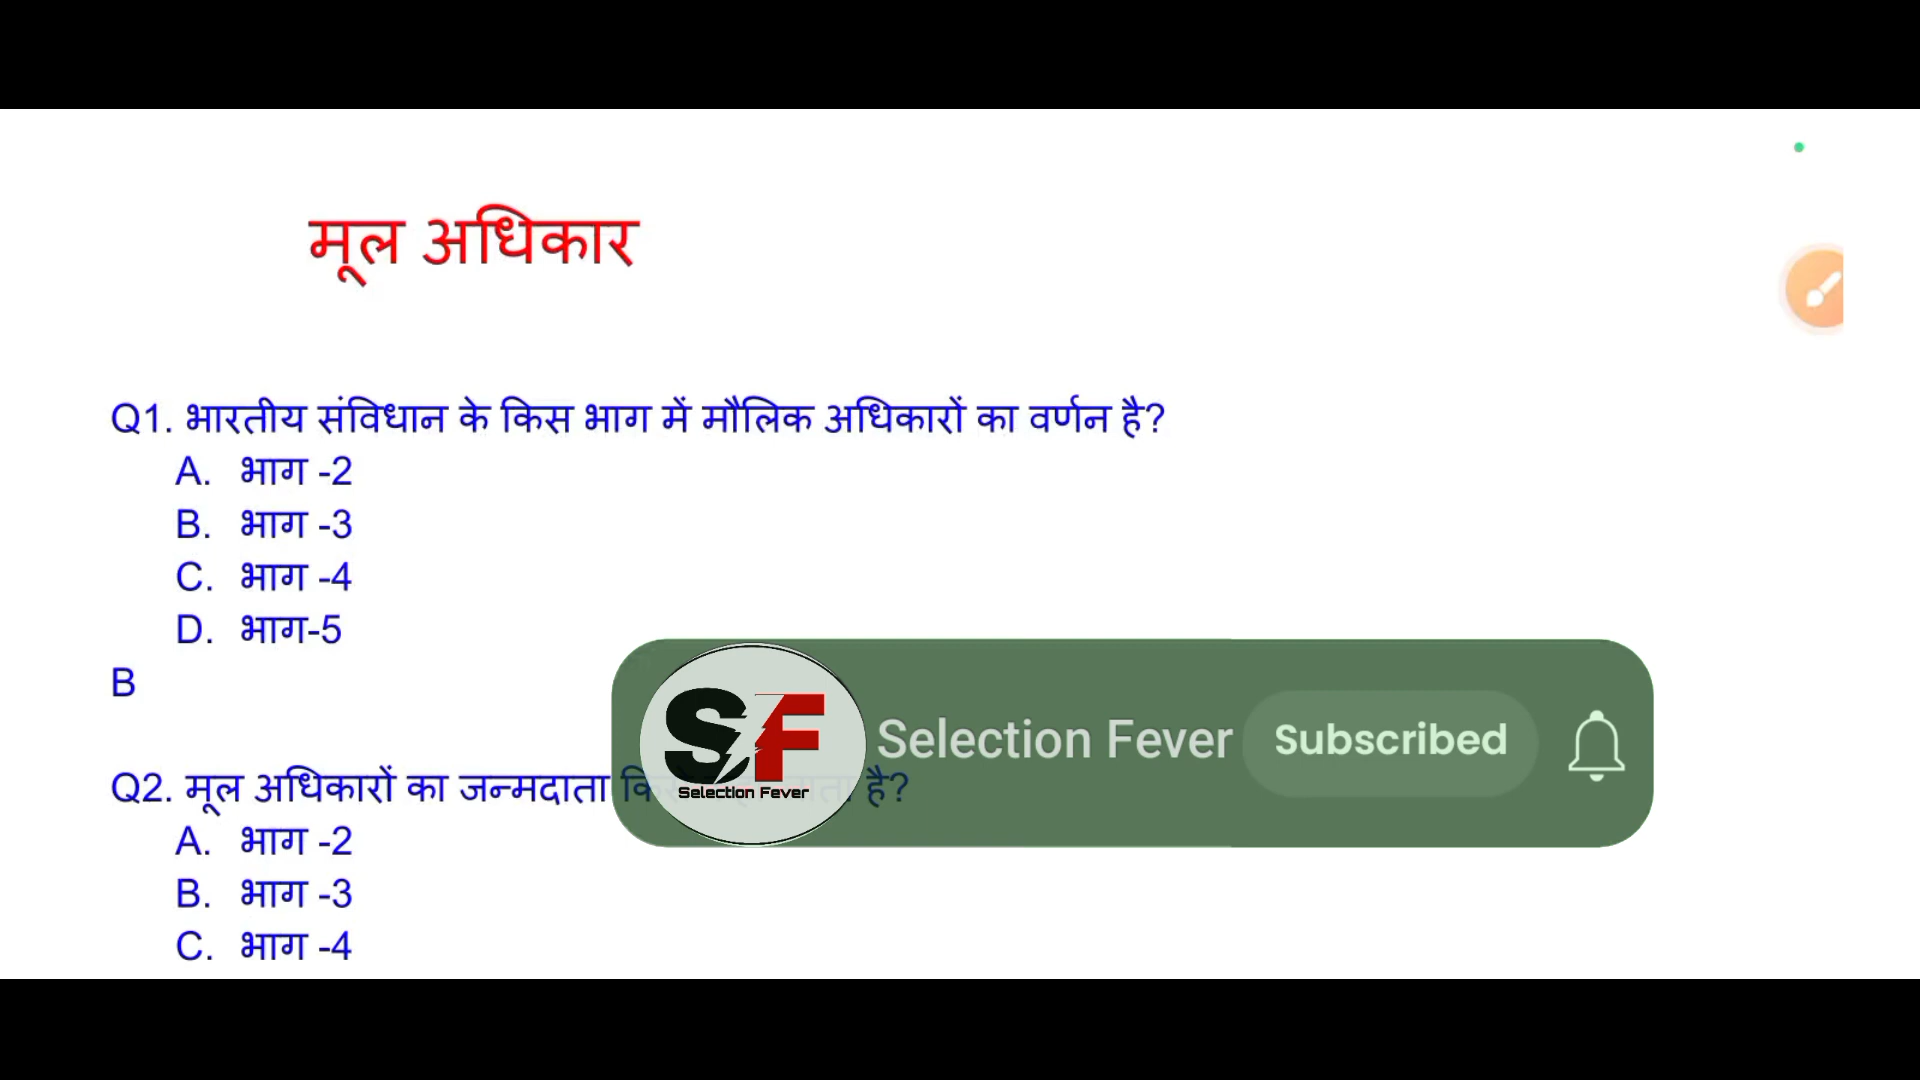 मूल अधिकार
Q1. भारतीय संविधान के किस भाग में मौलिक अधिकारों का वर्णन है?
A. भाग -2
B. भाग -3
C. भाग -4
D. भाग-5
B
Q2. मूल अधिकारों का जन्मदाता है?
A. भाग -2
B. भाग -3
C. भाग -4
SF
Selection Fever
Selection Fever
Subscribed